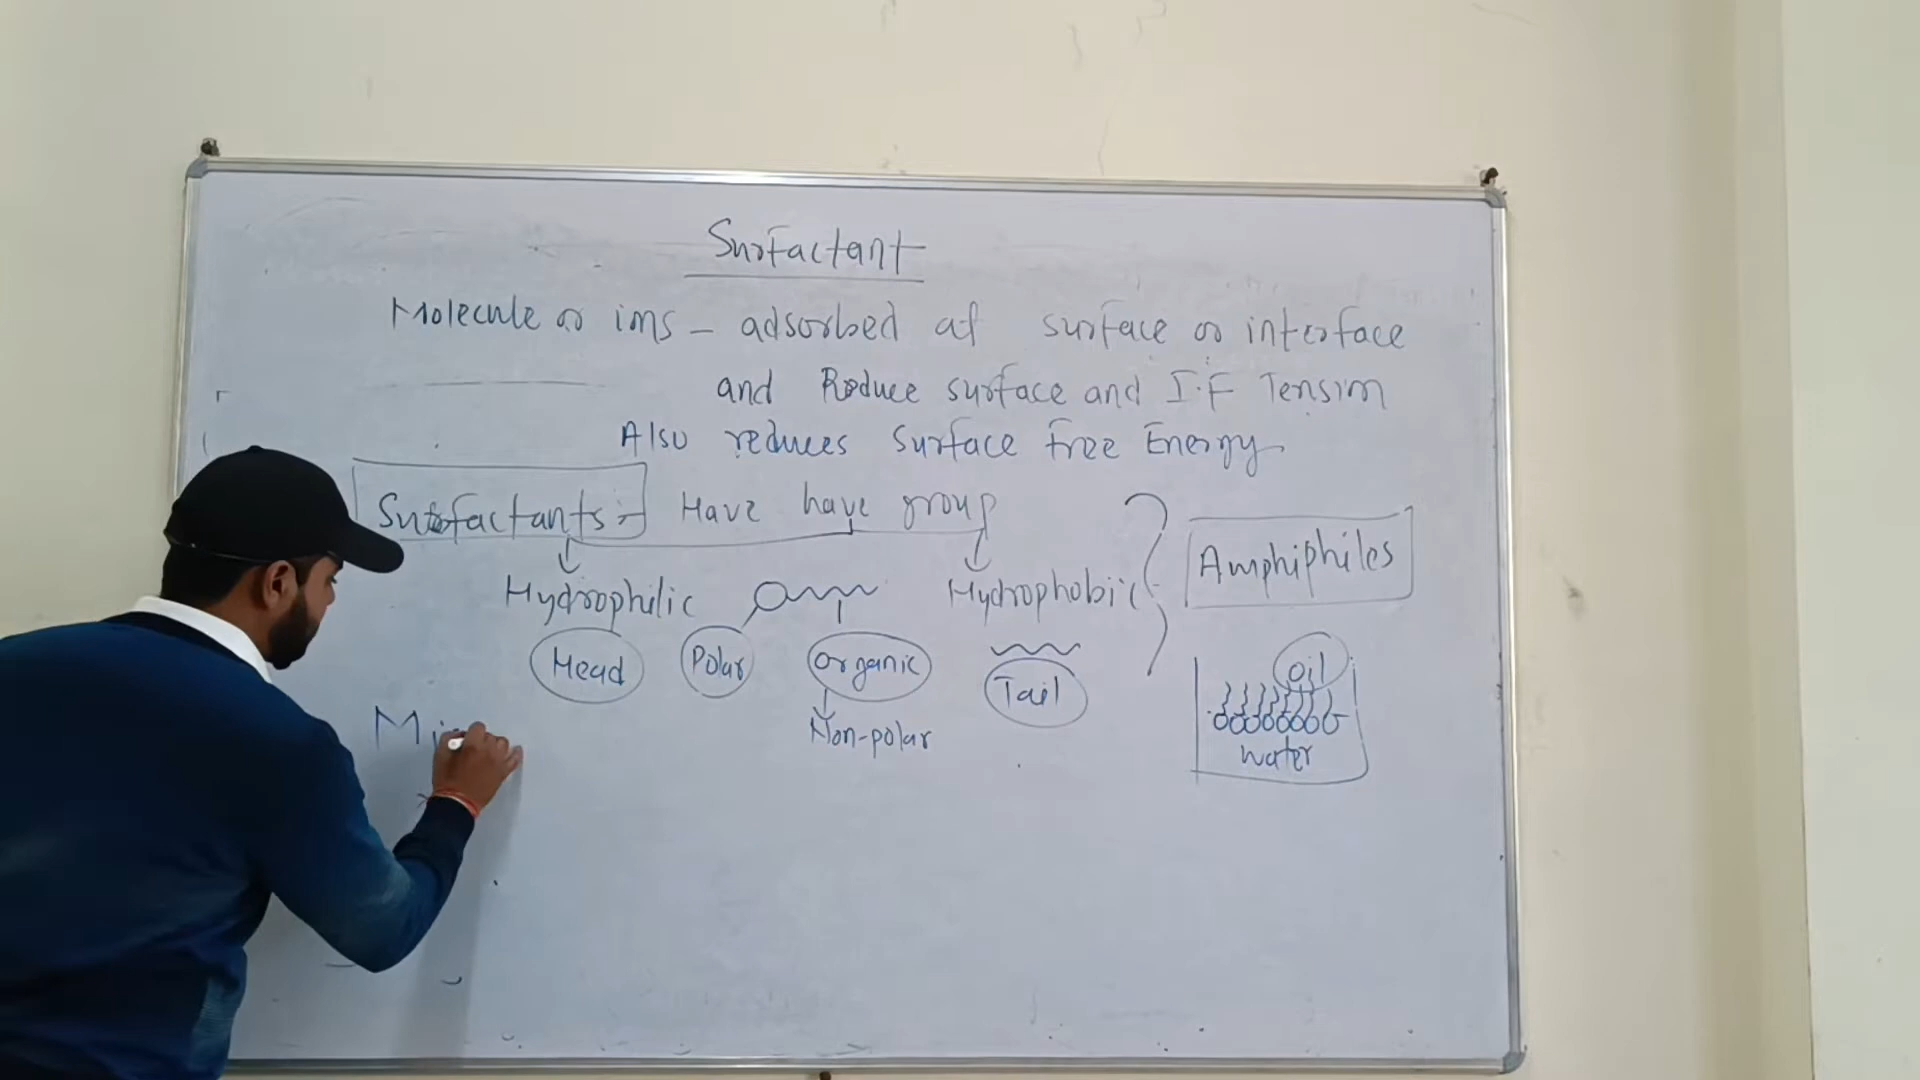 Surfactant
Molecule or ions - adsorbed at surface or interface
and Reduce surface and I.F Tension
Also reduces surface free Energy
Surfactants:- Have have group
Hydrophilic Hydrophobic
Amphiphiles
Head Polar organic Tail
Non-polar
oil
water
Mi